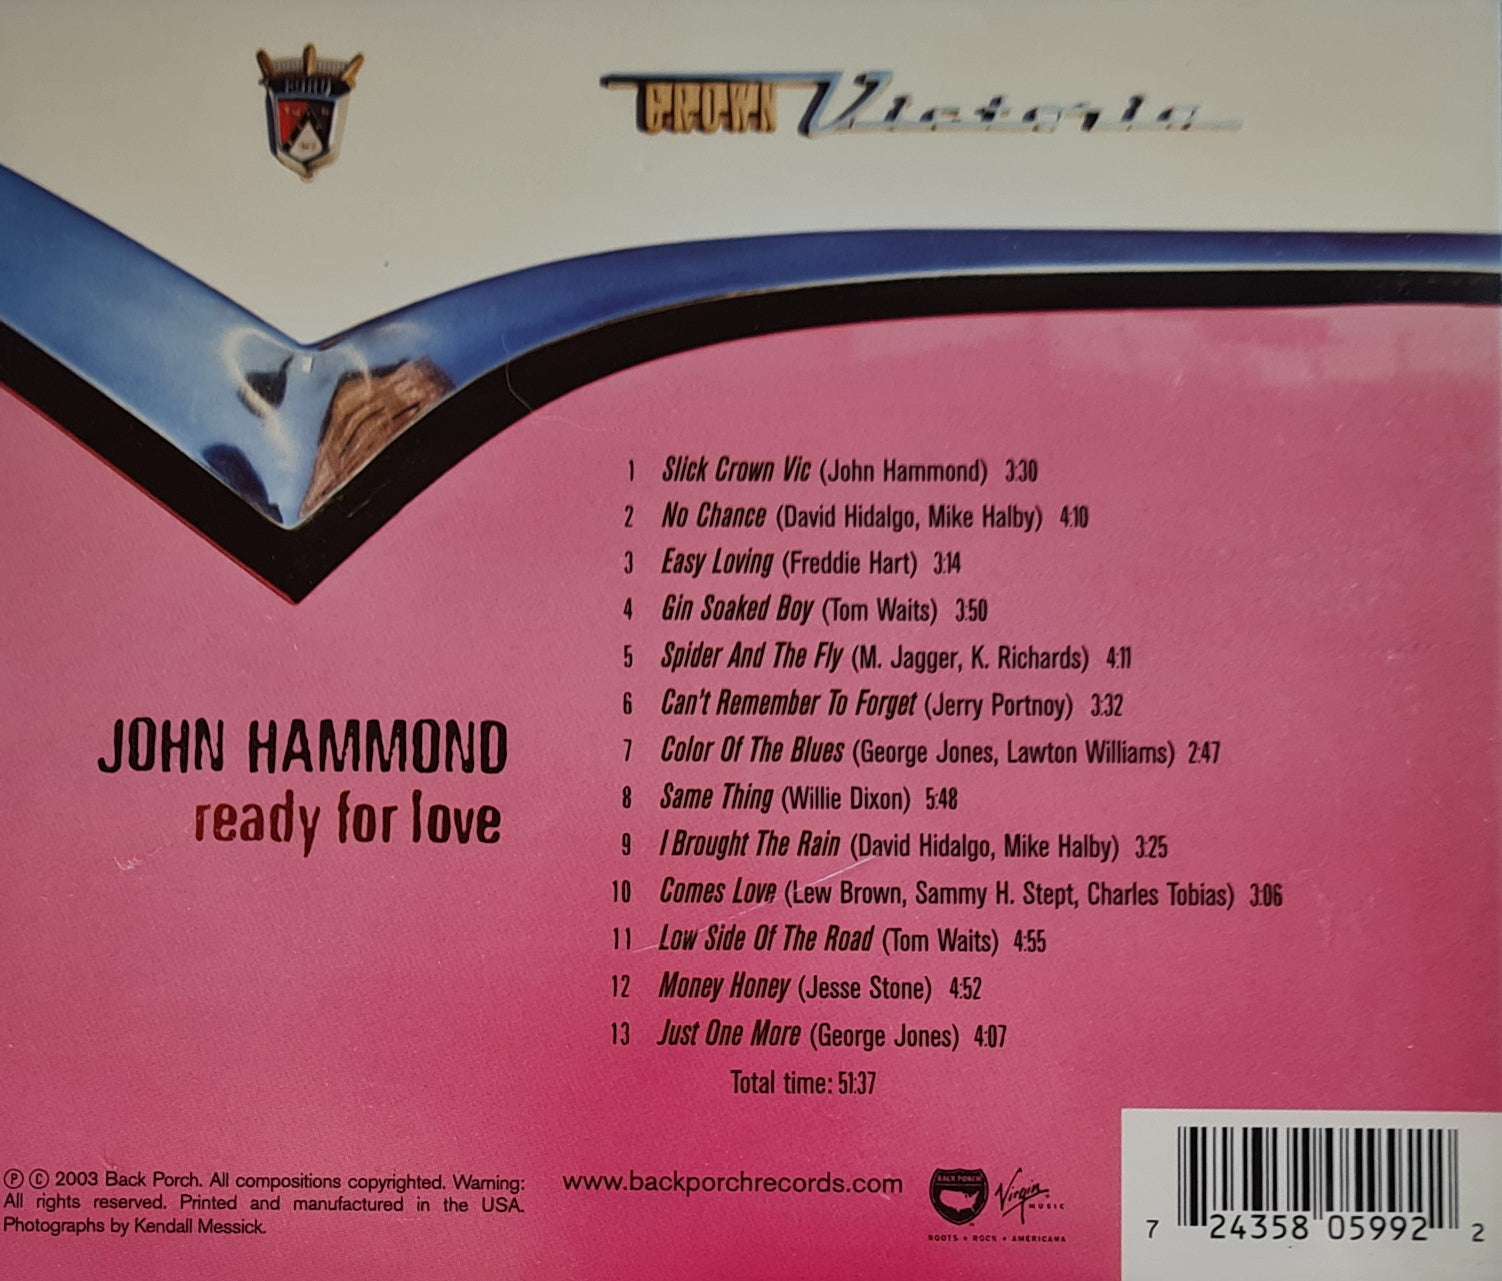 FORD
CROWN Victoria
1 Slick Crown Vic (John Hammond) 3:30
2 No Chance (David Hidalgo, Mike Halby) 4:10
3 Easy Loving (Freddie Hart) 3:14
4 Gin Soaked Boy (Tom Waits) 3:50
5 Spider And The Fly (M. Jagger, K. Richards) 4:11
6 Can't Remember To Forget (Jerry Portnoy) 3:32
7 Color Of The Blues (George Jones, Lawton Williams) 2:47
8 Same Thing (Willie Dixon) 5:48
9 I Brought The Rain (David Hidalgo, Mike Halby) 3:25
10 Comes Love (Lew Brown, Sammy H. Stept, Charles Tobias) 3:06
11 Low Side Of The Road (Tom Waits) 4:55
12 Money Honey (Jesse Stone) 4:52
13 Just One More (George Jones) 4:07
Total time: 51:37
JOHN HAMMOND
ready for love
Ⓟ © 2003 Back Porch. All compositions copyrighted. Warning:
All rights reserved. Printed and manufactured in the USA.
Photographs by Kendall Messick.
www.backporchrecords.com
BACK PORCH
Virgin
MUSIC
ROOTS • ROCK • AMERICANA
7 24358 05992 2